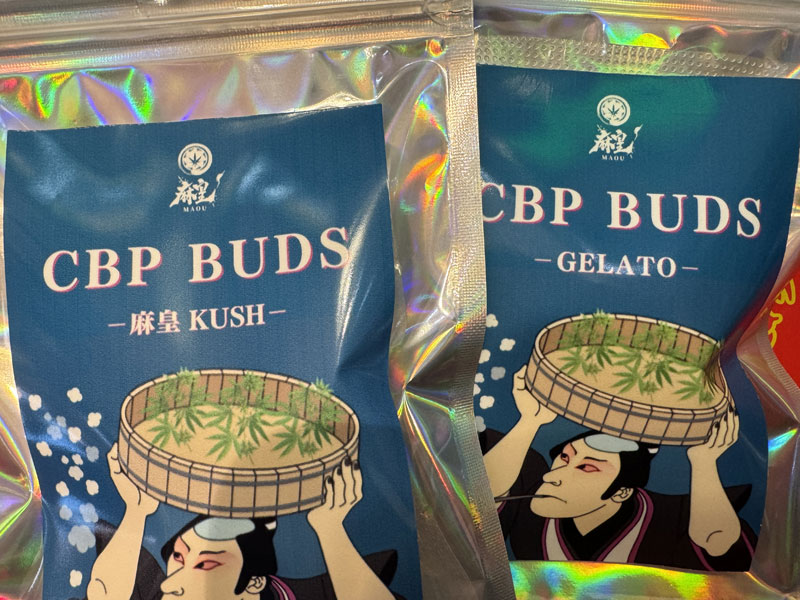 麻皇
MAOU
CBP BUDS
麻皇 KUSH
麻皇
MAOU
CBP BUDS
GELATO